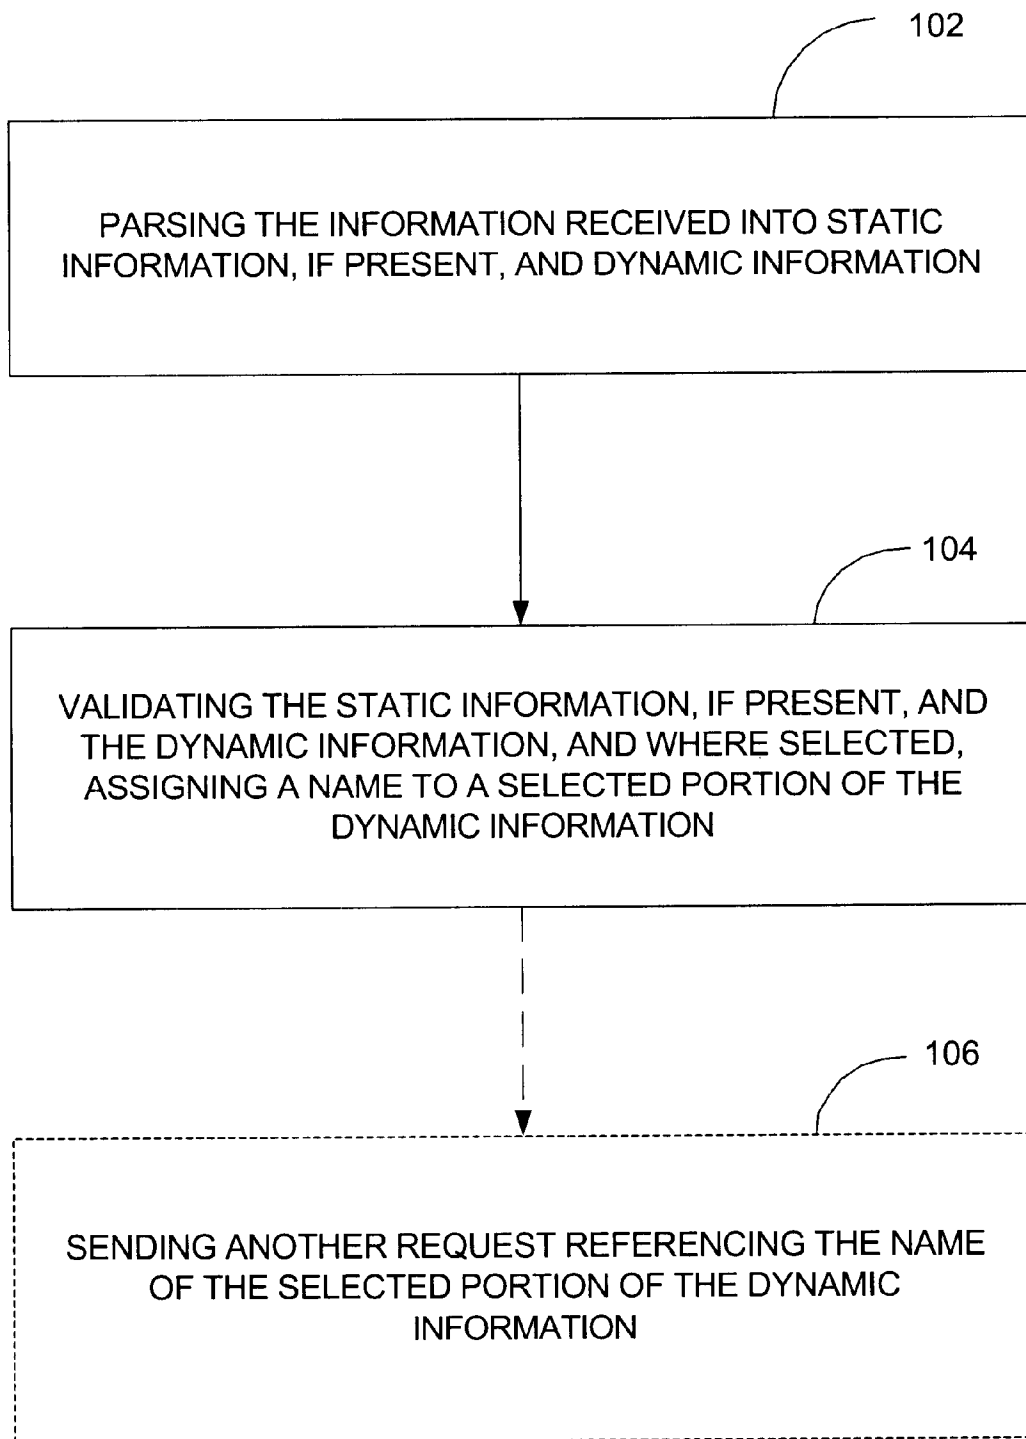 102
PARSING THE INFORMATION RECEIVED INTO STATIC
INFORMATION, IF PRESENT, AND DYNAMIC INFORMATION
104
VALIDATING THE STATIC INFORMATION, IF PRESENT, AND
THE DYNAMIC INFORMATION, AND WHERE SELECTED,
ASSIGNING A NAME TO A SELECTED PORTION OF THE
DYNAMIC INFORMATION
106
SENDING ANOTHER REQUEST REFERENCING THE NAME
OF THE SELECTED PORTION OF THE DYNAMIC
INFORMATION